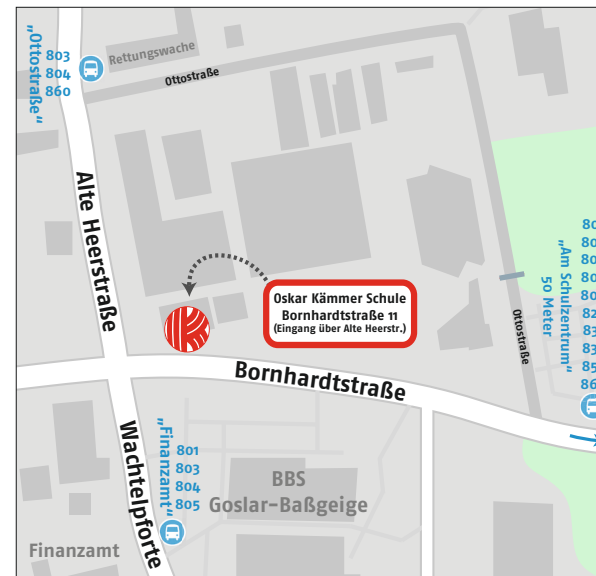 „Ottostraße“
803
804
860
Rettungswache
Ottostraße
Alte Heerstraße
Oskar Kämmer Schule
Bornhardtstraße 11
(Eingang über Alte Heerstr.)
„Am Schulzentrum“
50 Meter
Ottostraße
Bornhardtstraße
Wachtelpforte
„Finanzamt“
801
803
804
805
BBS
Goslar-Baßgeige
Finanzamt